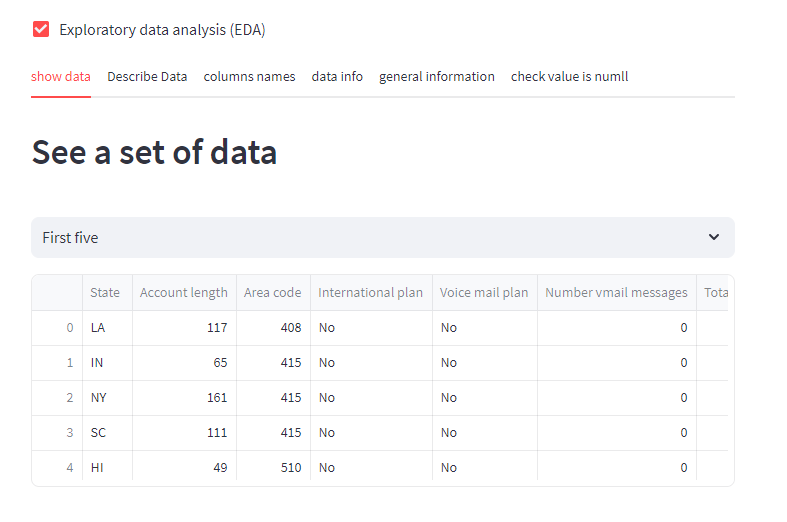 Exploratory data analysis (EDA)
show data Describe Data columns names data info general information check value is numll
See a set of data
First five
State Account length Area code International plan Voice mail plan Number vmail messages Tota
0 LA 117 408 No No 0
1 IN 65 415 No No 0
2 NY 161 415 No No 0
3 SC 111 415 No No 0
4 HI 49 510 No No 0